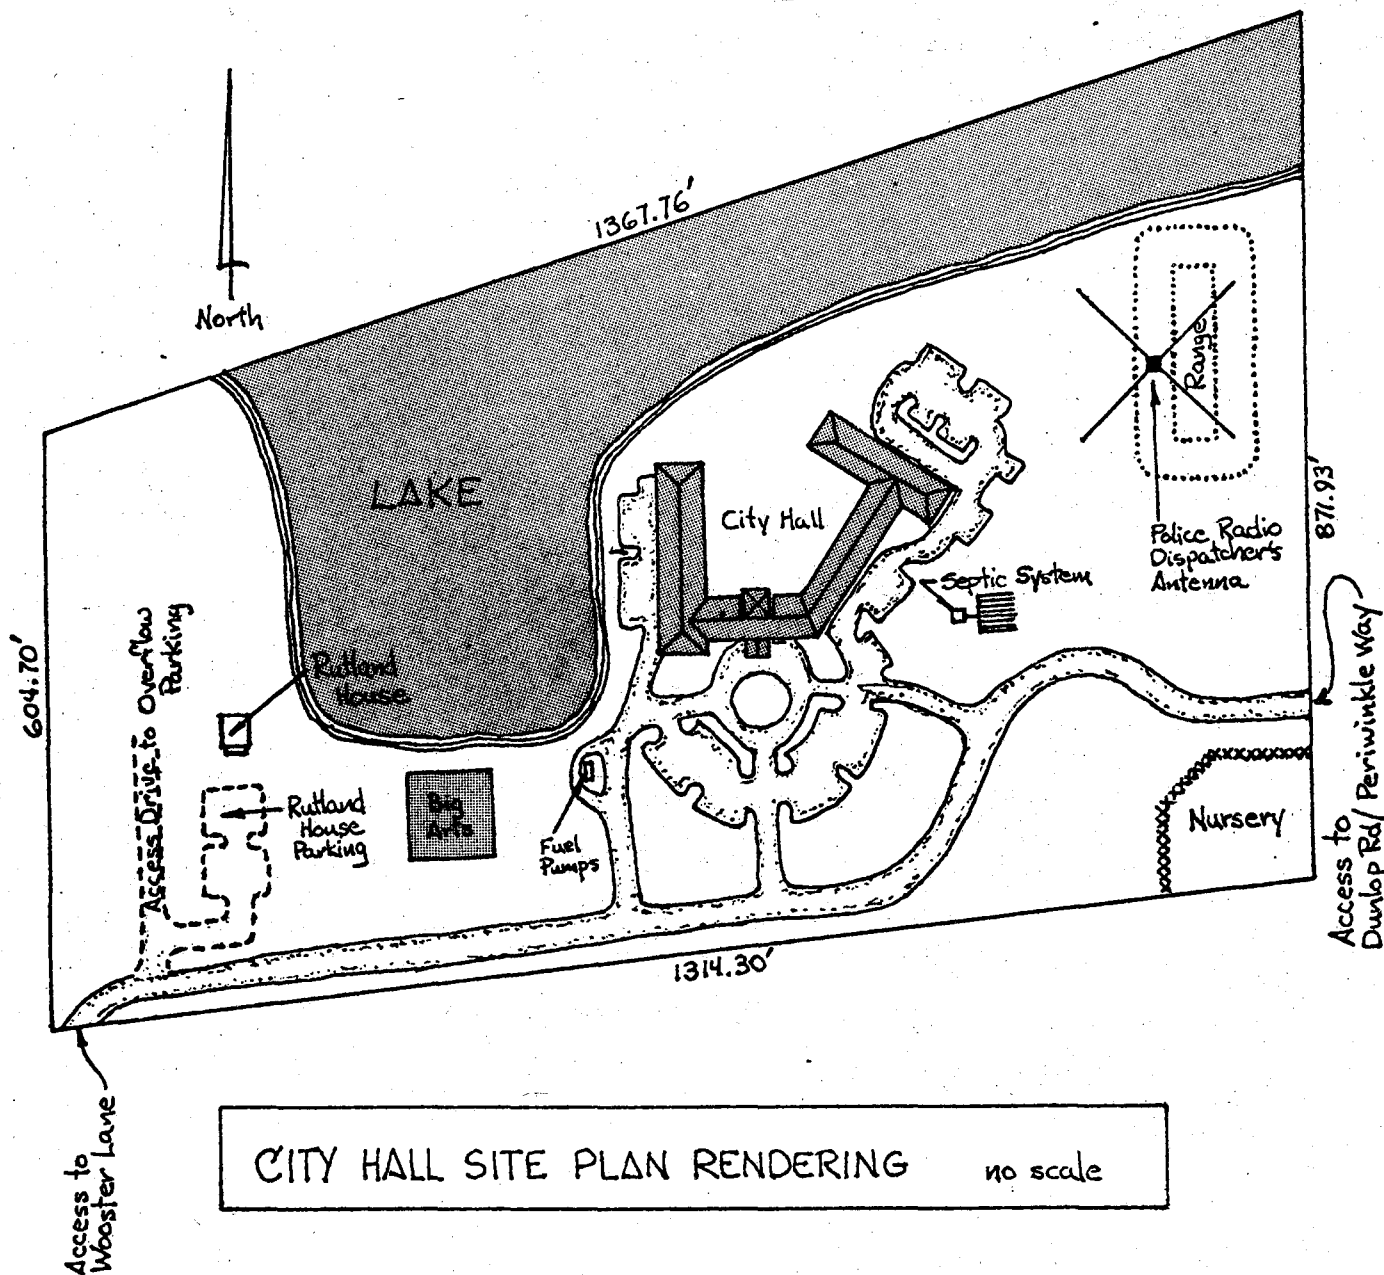 1367.76'
North
LAKE
City Hall
Range
871.93'
Police Radio
Dispatcher's
Antenna
Septic System
604.70'
Access Drive to Overflow
Parking
Rutland
House
Rutland
House
Parking
Big
Arts
Fuel
Pumps
Nursery
Access to
Dunlop Rd/ Periwinkle Way
1314.30'
Access to
Wooster Lane
CITY HALL SITE PLAN RENDERING no scale